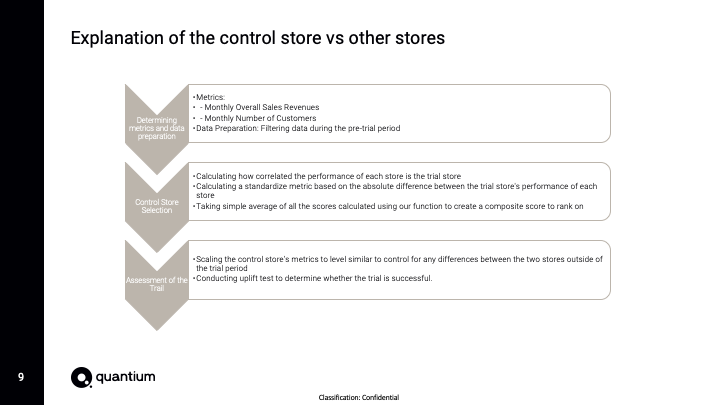 Explanation of the control store vs other stores
Determining
metrics and data
preparation
•Metrics:
• - Monthly Overall Sales Revenues
• - Monthly Number of Customers
•Data Preparation: Filtering data during the pre-trial period
Control Store
Selection
•Calculating how correlated the performance of each store is the trial store
•Calculating a standardize metric based on the absolute difference between the trial store's performance of each
store
•Taking simple average of all the scores calculated using our function to create a composite score to rank on
Assessment of the
Trail
•Scaling the control store's metrics to level similar to control for any differences between the two stores outside of
the trial period
•Conducting uplift test to determine whether the trial is successful.
9
quantium
Classification: Confidential